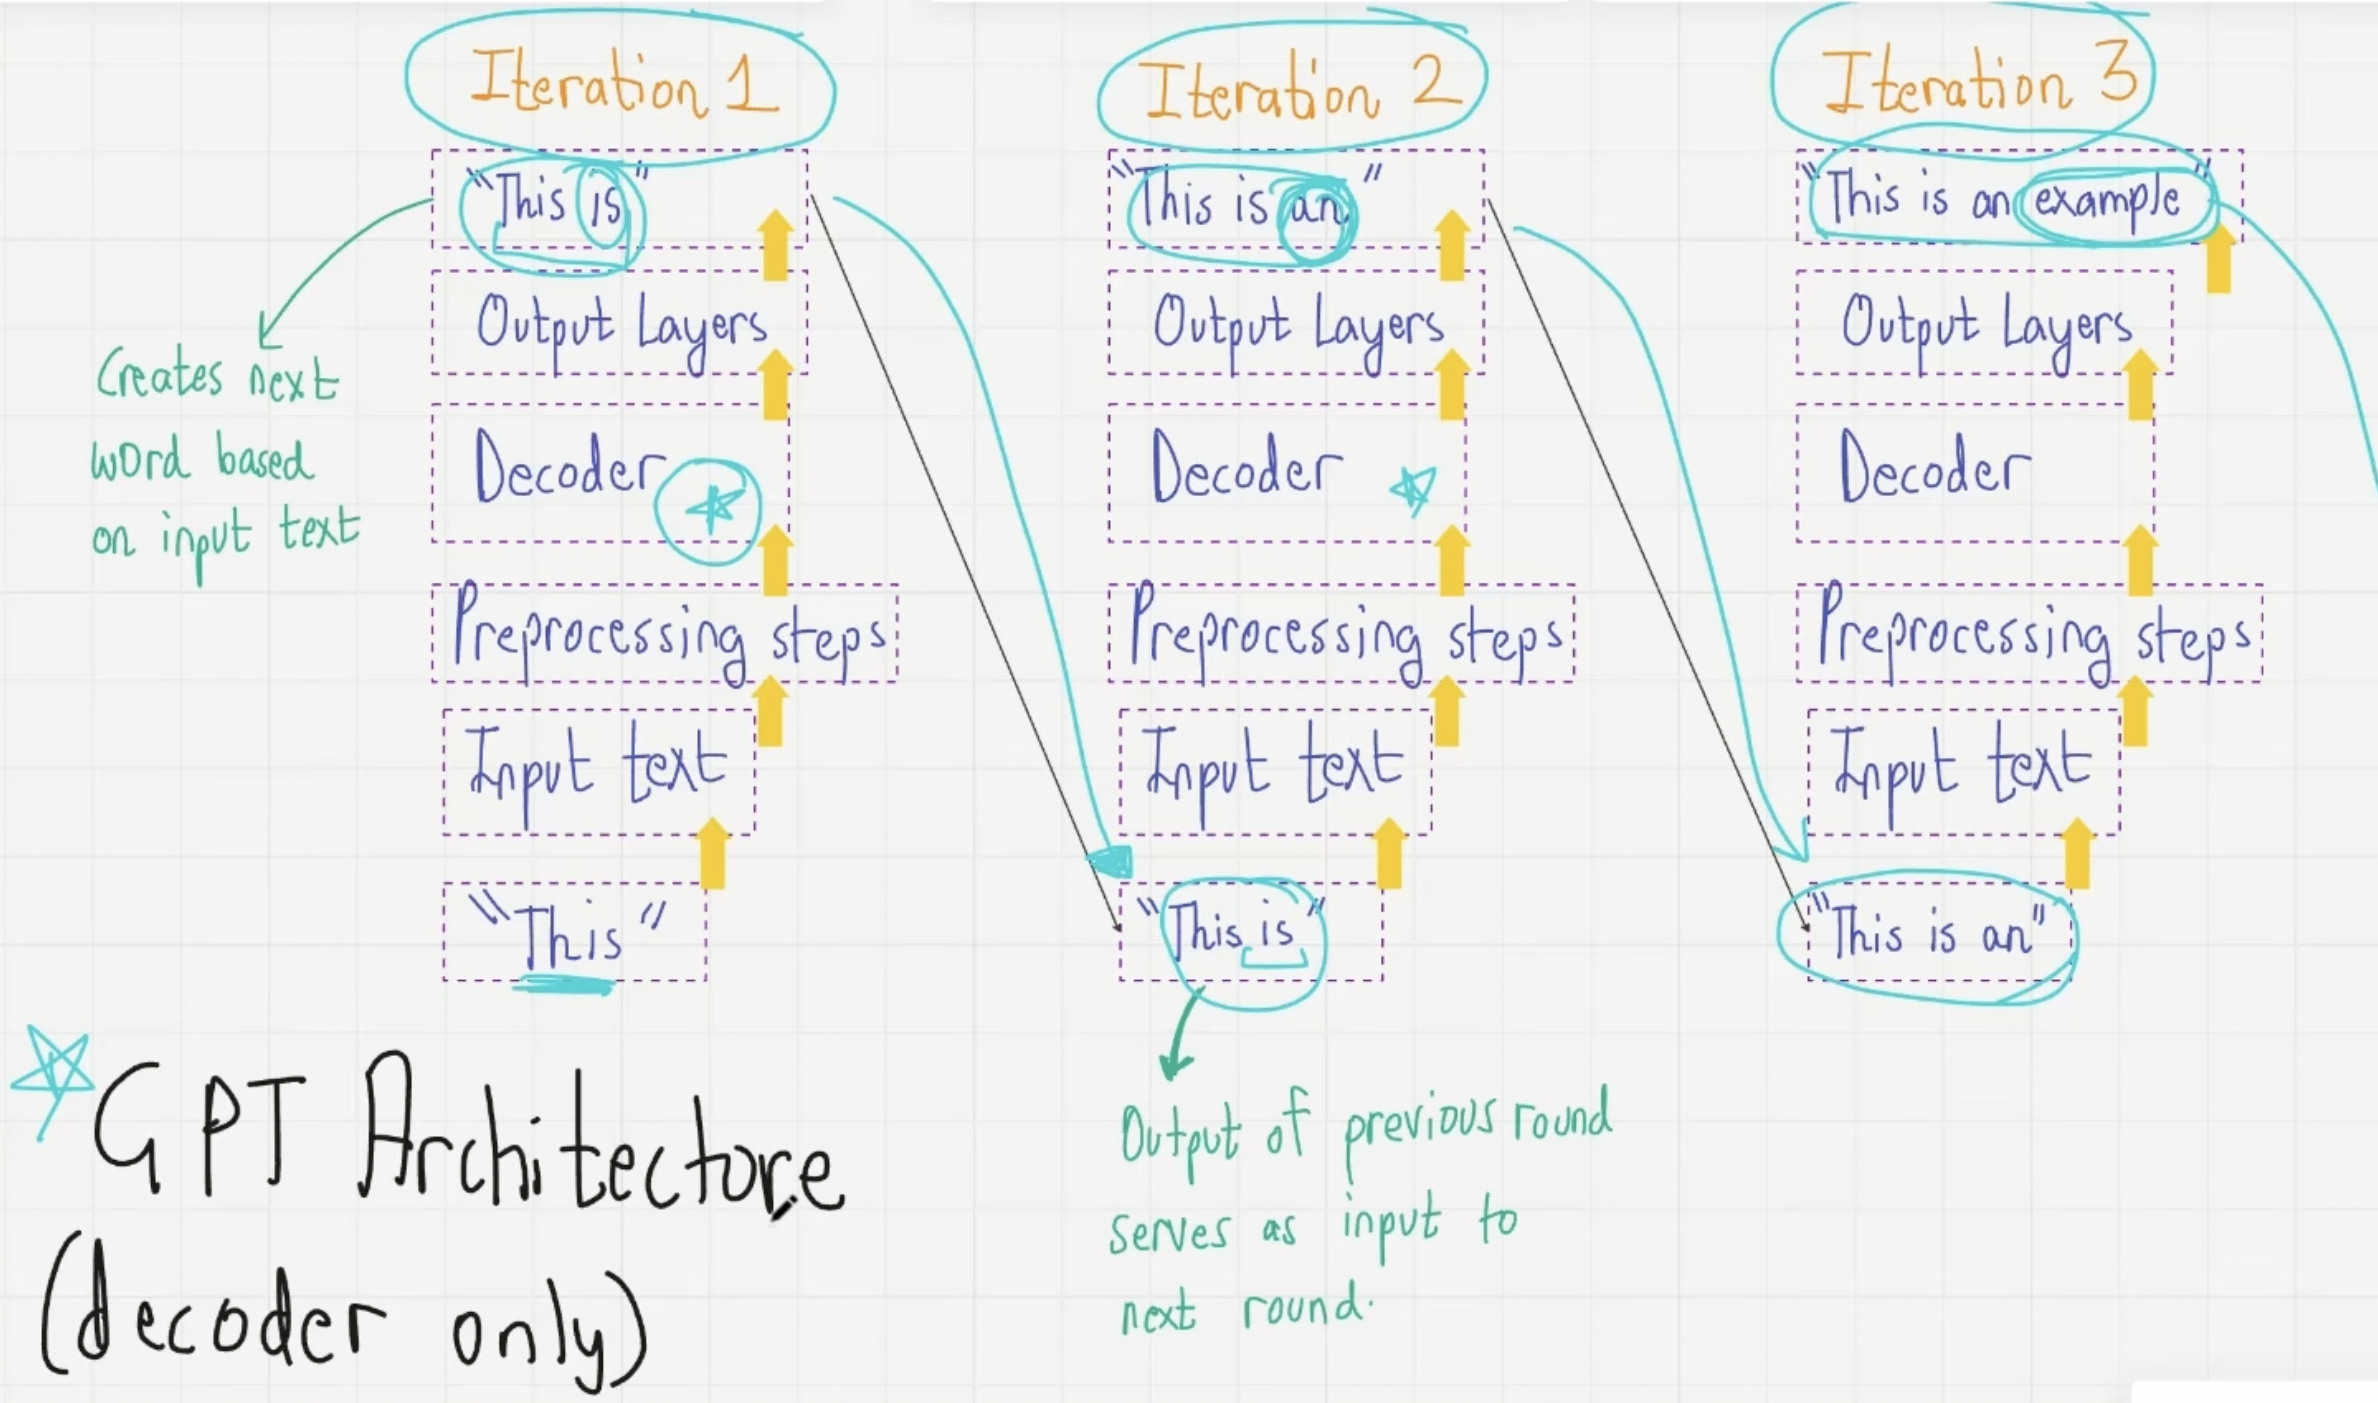 Iteration 1
"This is"
Output Layers
Decoder
Preprocessing steps
Input text
"This"
Creates next
word based
on input text
Iteration 2
"This is an"
Output Layers
Decoder
Preprocessing steps
Input text
"This is"
Output of previous round
serves as input to
next round.
Iteration 3
"This is an example"
Output Layers
Decoder
Preprocessing steps
Input text
"This is an"
GPT Architecture
(decoder only)